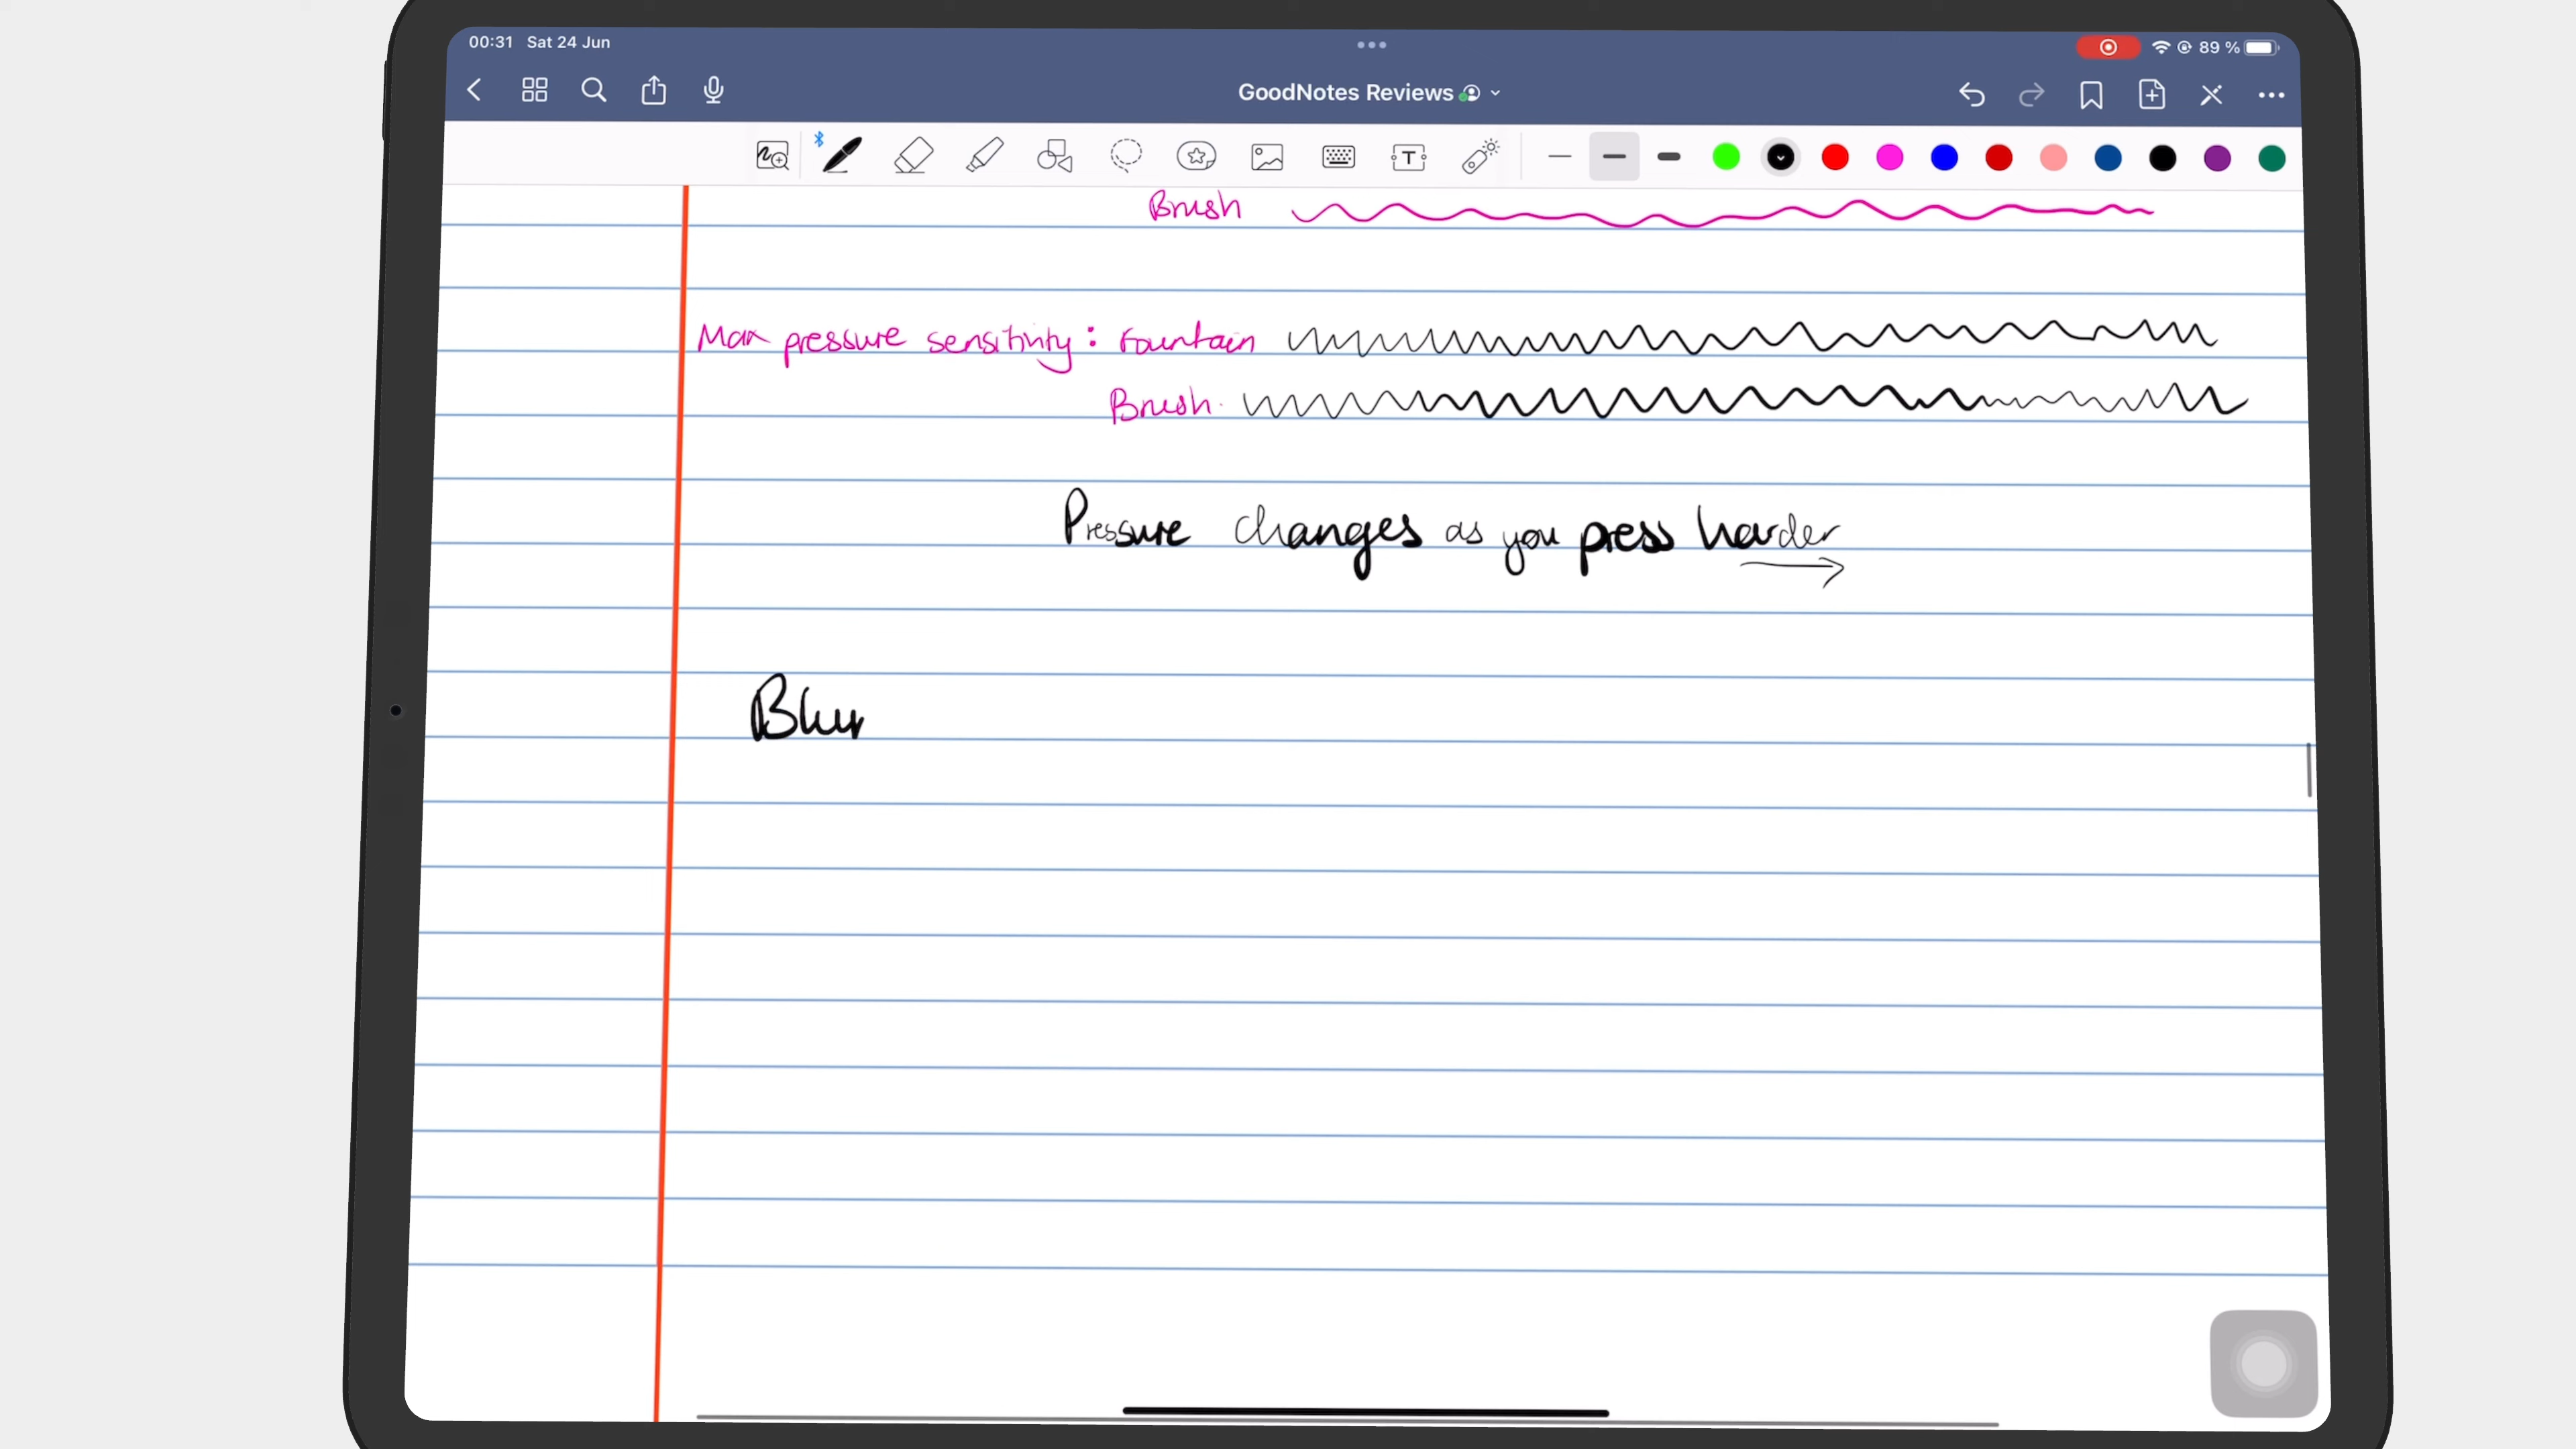 00:31 Sat 24 Jun
89 %
GoodNotes Reviews
T
Brush
Max pressure sensitivity: Fountain
Brush
Pressure changes as you press harder
Blur